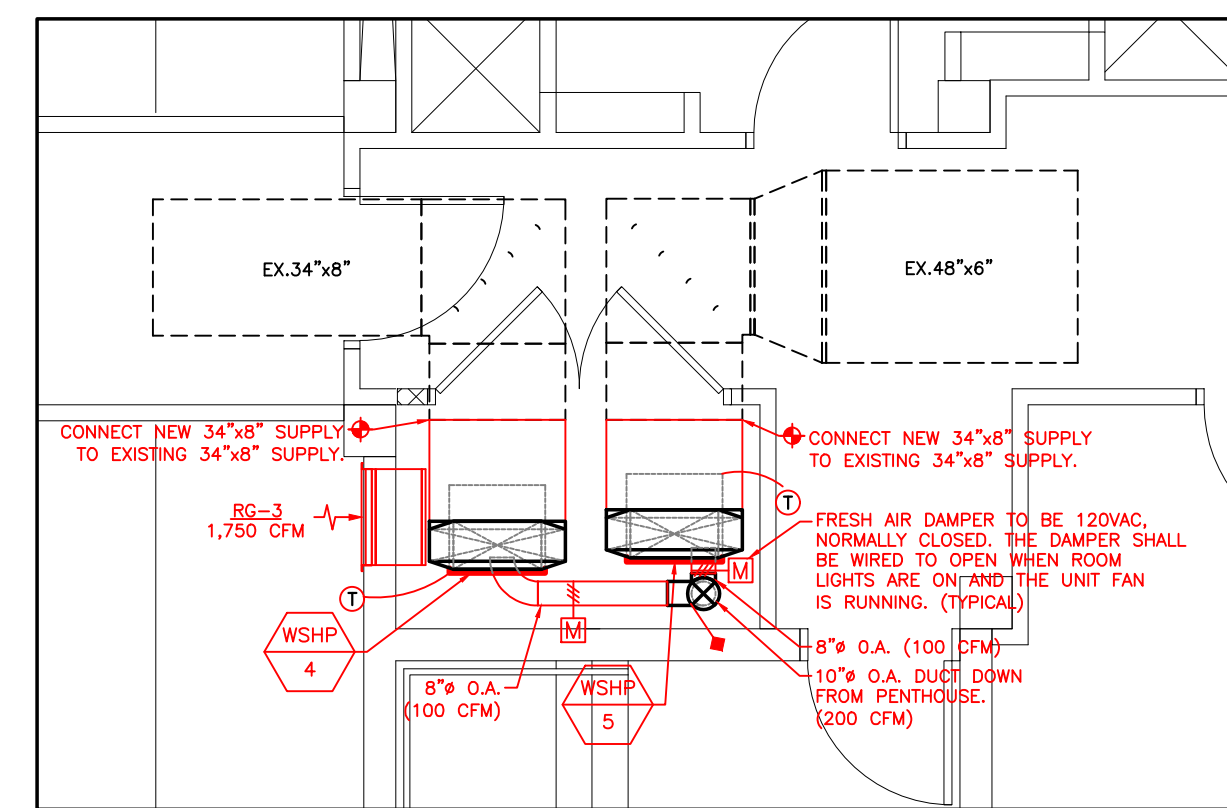 EX.34"x8"
EX.48"x6"
CONNECT NEW 34"x8" SUPPLY
TO EXISTING 34"x8" SUPPLY.
CONNECT NEW 34"x8" SUPPLY
TO EXISTING 34"x8" SUPPLY.
RG-3
1,750 CFM
T
FRESH AIR DAMPER TO BE 120VAC,
NORMALLY CLOSED. THE DAMPER SHALL
BE WIRED TO OPEN WHEN ROOM
LIGHTS ARE ON AND THE UNIT FAN
IS RUNNING. (TYPICAL)
M
T
M
WSHP
4
8"ø O.A.
(100 CFM)
WSHP
5
8"ø O.A. (100 CFM)
10"ø O.A. DUCT DOWN
FROM PENTHOUSE.
(200 CFM)